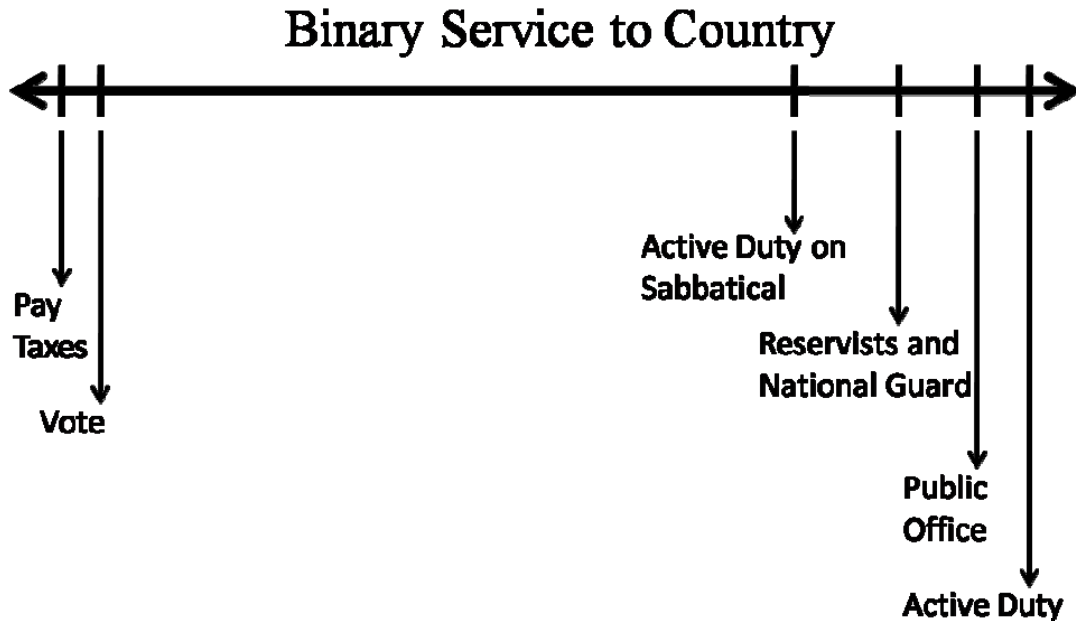 Binary Service to Country
Pay
Taxes
Vote
Active Duty on
Sabbatical
Reservists and
National Guard
Public
Office
Active Duty